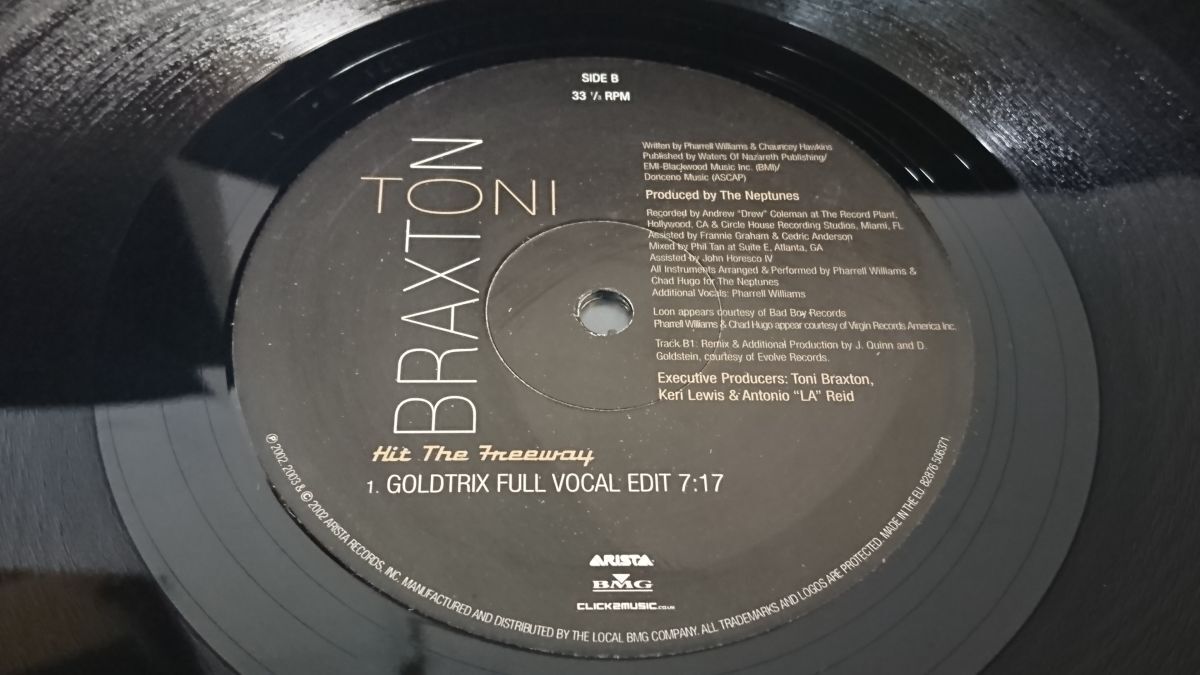 SIDE B
33 ⅓ RPM
TONI
BRAXTON
Written by Pharrell Williams & Chauncey Hawkins
Published by Waters Of Nazareth Publishing/
EMI-Blackwood Music Inc. (BMI)/
Donceno Music (ASCAP)
Produced by The Neptunes
Recorded by Andrew "Drew" Coleman at The Record Plant,
Hollywood, CA & Circle House Recording Studios, Miami, FL
Assisted by Frannie Graham & Cedric Anderson
Mixed by Phil Tan at Suite E, Atlanta, GA
Assisted by John Horesco IV
All Instruments Arranged & Performed by Pharrell Williams &
Chad Hugo for The Neptunes
Additional Vocals: Pharrell Williams
Loon appears courtesy of Bad Boy Records
Pharrell Williams & Chad Hugo appear courtesy of Virgin Records America Inc.
Track B1: Remix & Additional Production by J. Quinn and D.
Goldstein, courtesy of Evolve Records.
Executive Producers: Toni Braxton,
Keri Lewis & Antonio "LA" Reid
Hit The Freeway
1. GOLDTRIX FULL VOCAL EDIT 7:17
ARISTA
BMG
CLICK2MUSIC.CO.UK
℗ 2002, 2003 & © 2002 ARISTA RECORDS, INC. MANUFACTURED AND DISTRIBUTED BY THE LOCAL BMG COMPANY. ALL TRADEMARKS AND LOGOS ARE PROTECTED. MADE IN THE EU. 82876 506371